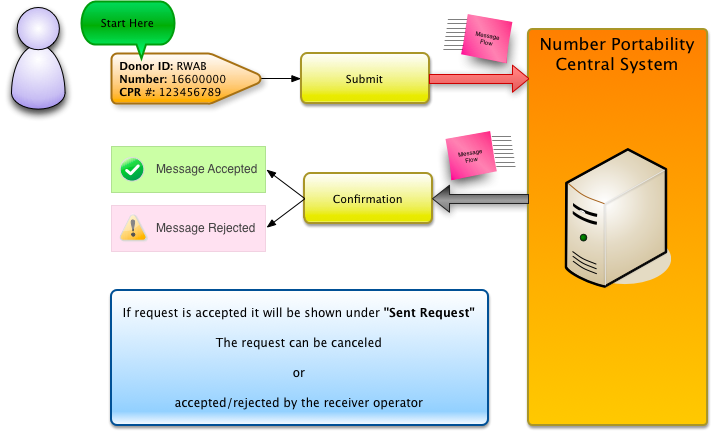 Start Here
Donor ID: RWAB
Number: 16600000
CPR #: 123456789
Submit
Message
Flow
Number Portability
Central System
Message
Flow
Message Accepted
Confirmation
Message Rejected
If request is accepted it will be shown under "Sent Request"
The request can be canceled
or
accepted/rejected by the receiver operator